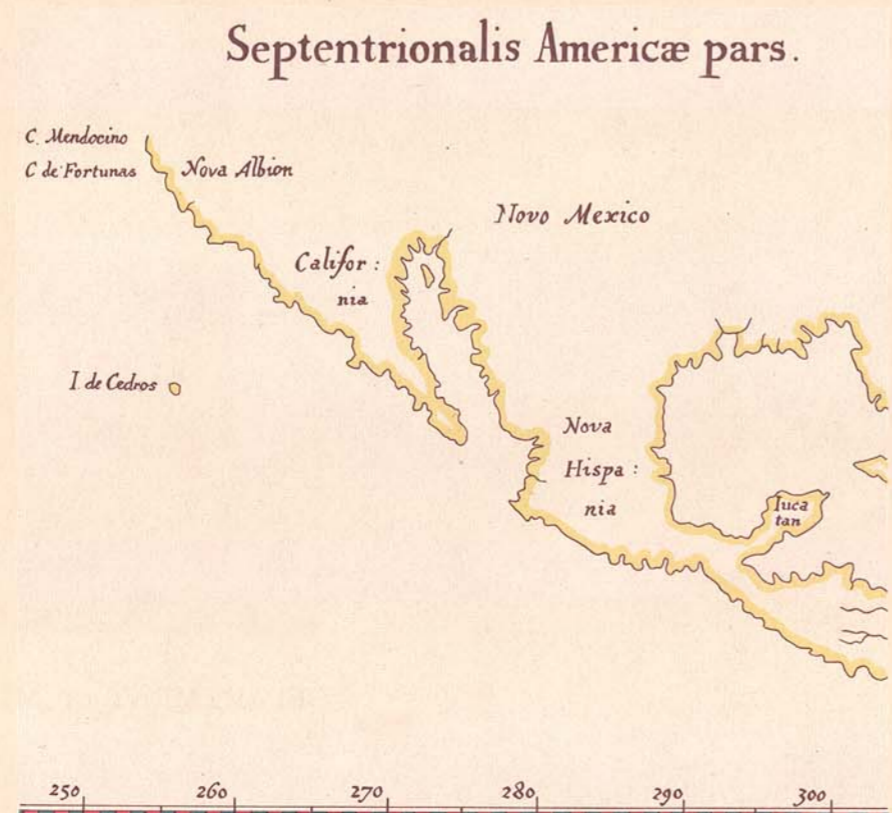 Septentrionalis Americæ pars.
C. Mendocino
C de Fortunas
Nova Albion
Novo Mexico
Califor :
nia
I. de Cedros
Nova
Hispa :
nia
Iuca
tan
250 260 270 280 290 300